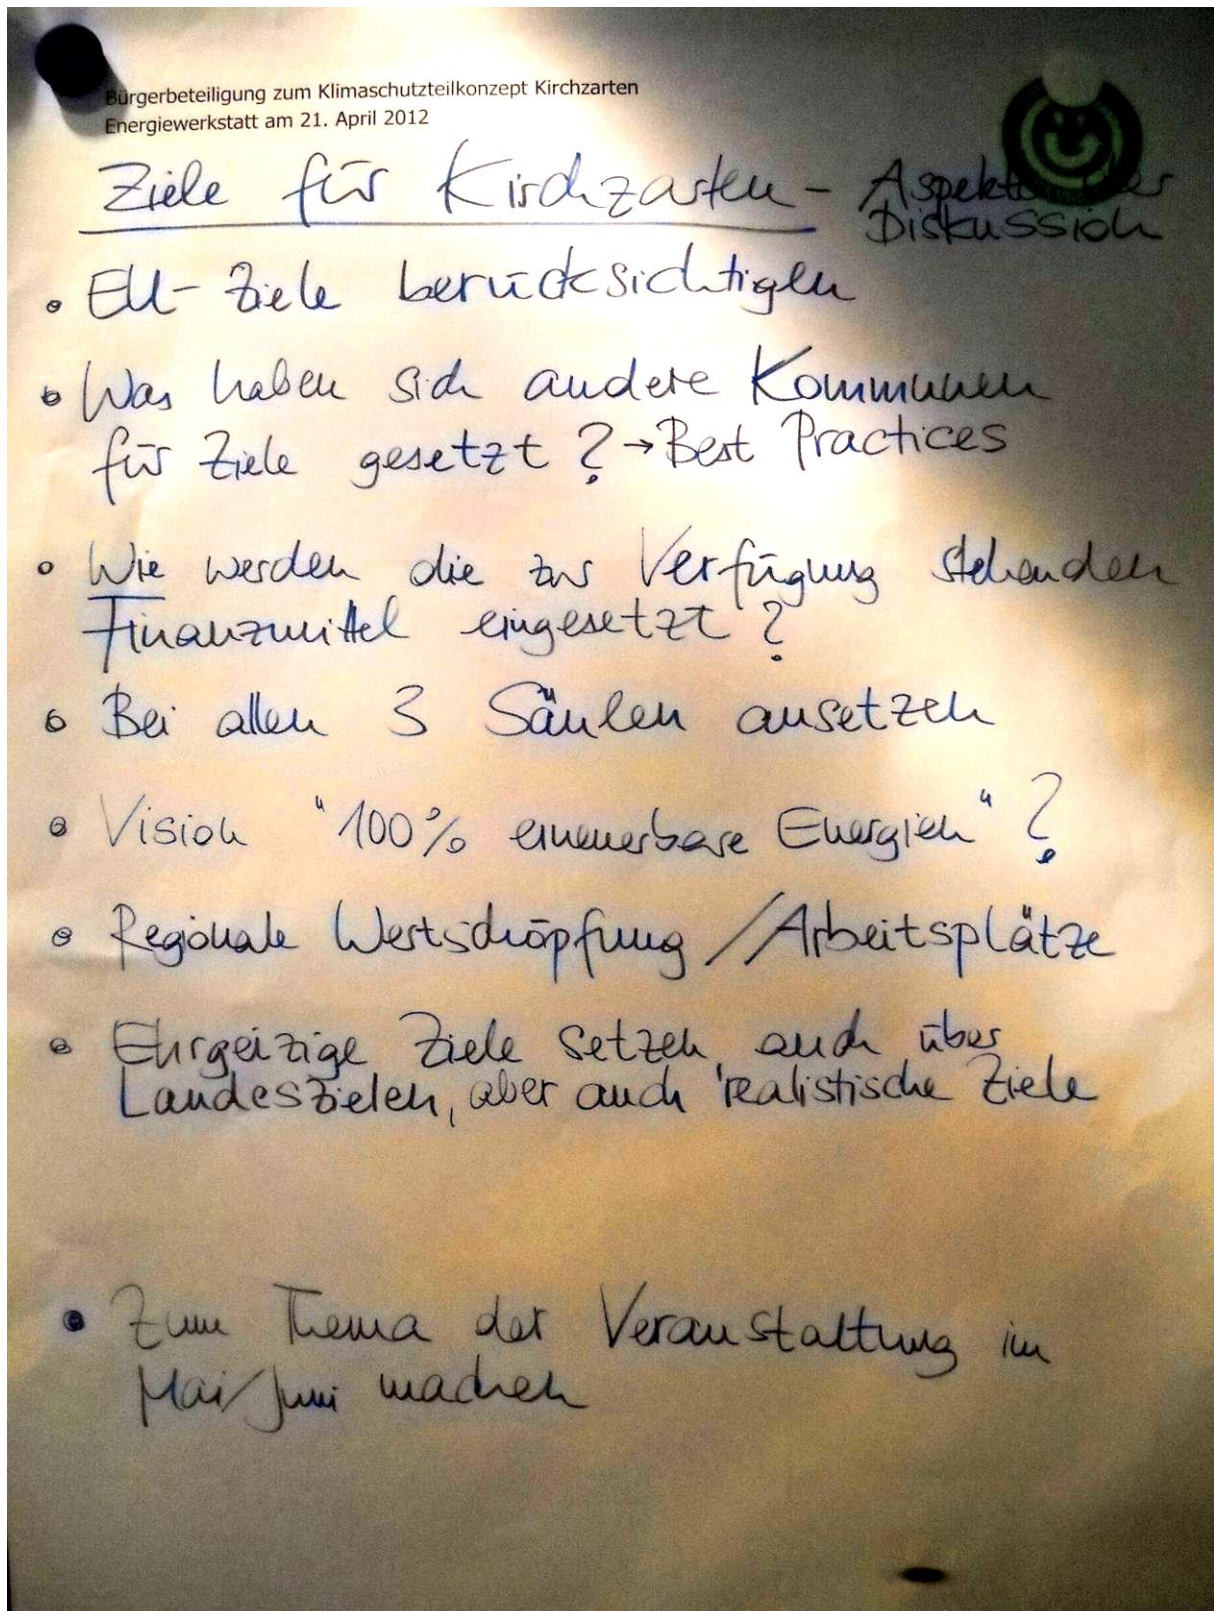 Bürgerbeteiligung zum Klimaschutzteilkonzept Kirchzarten
Energiewerkstatt am 21. April 2012
Ziele für Kirchzarten - Aspekte der
Diskussion
• EU-Ziele berücksichtigen
• Was haben sich andere Kommunen
für Ziele gesetzt? → Best Practices
• Wie werden die zur Verfügung stehenden
Finanzmittel eingesetzt?
• Bei allen 3 Säulen ansetzen
• Vision "100% erneuerbare Energien"?
• Regionale Wertschöpfung // Arbeitsplätze
• Ehrgeizige Ziele setzen, auch über
Landeszielen, aber auch realistische Ziele
• Zum Thema der Veranstaltung im
Mai/Juni machen